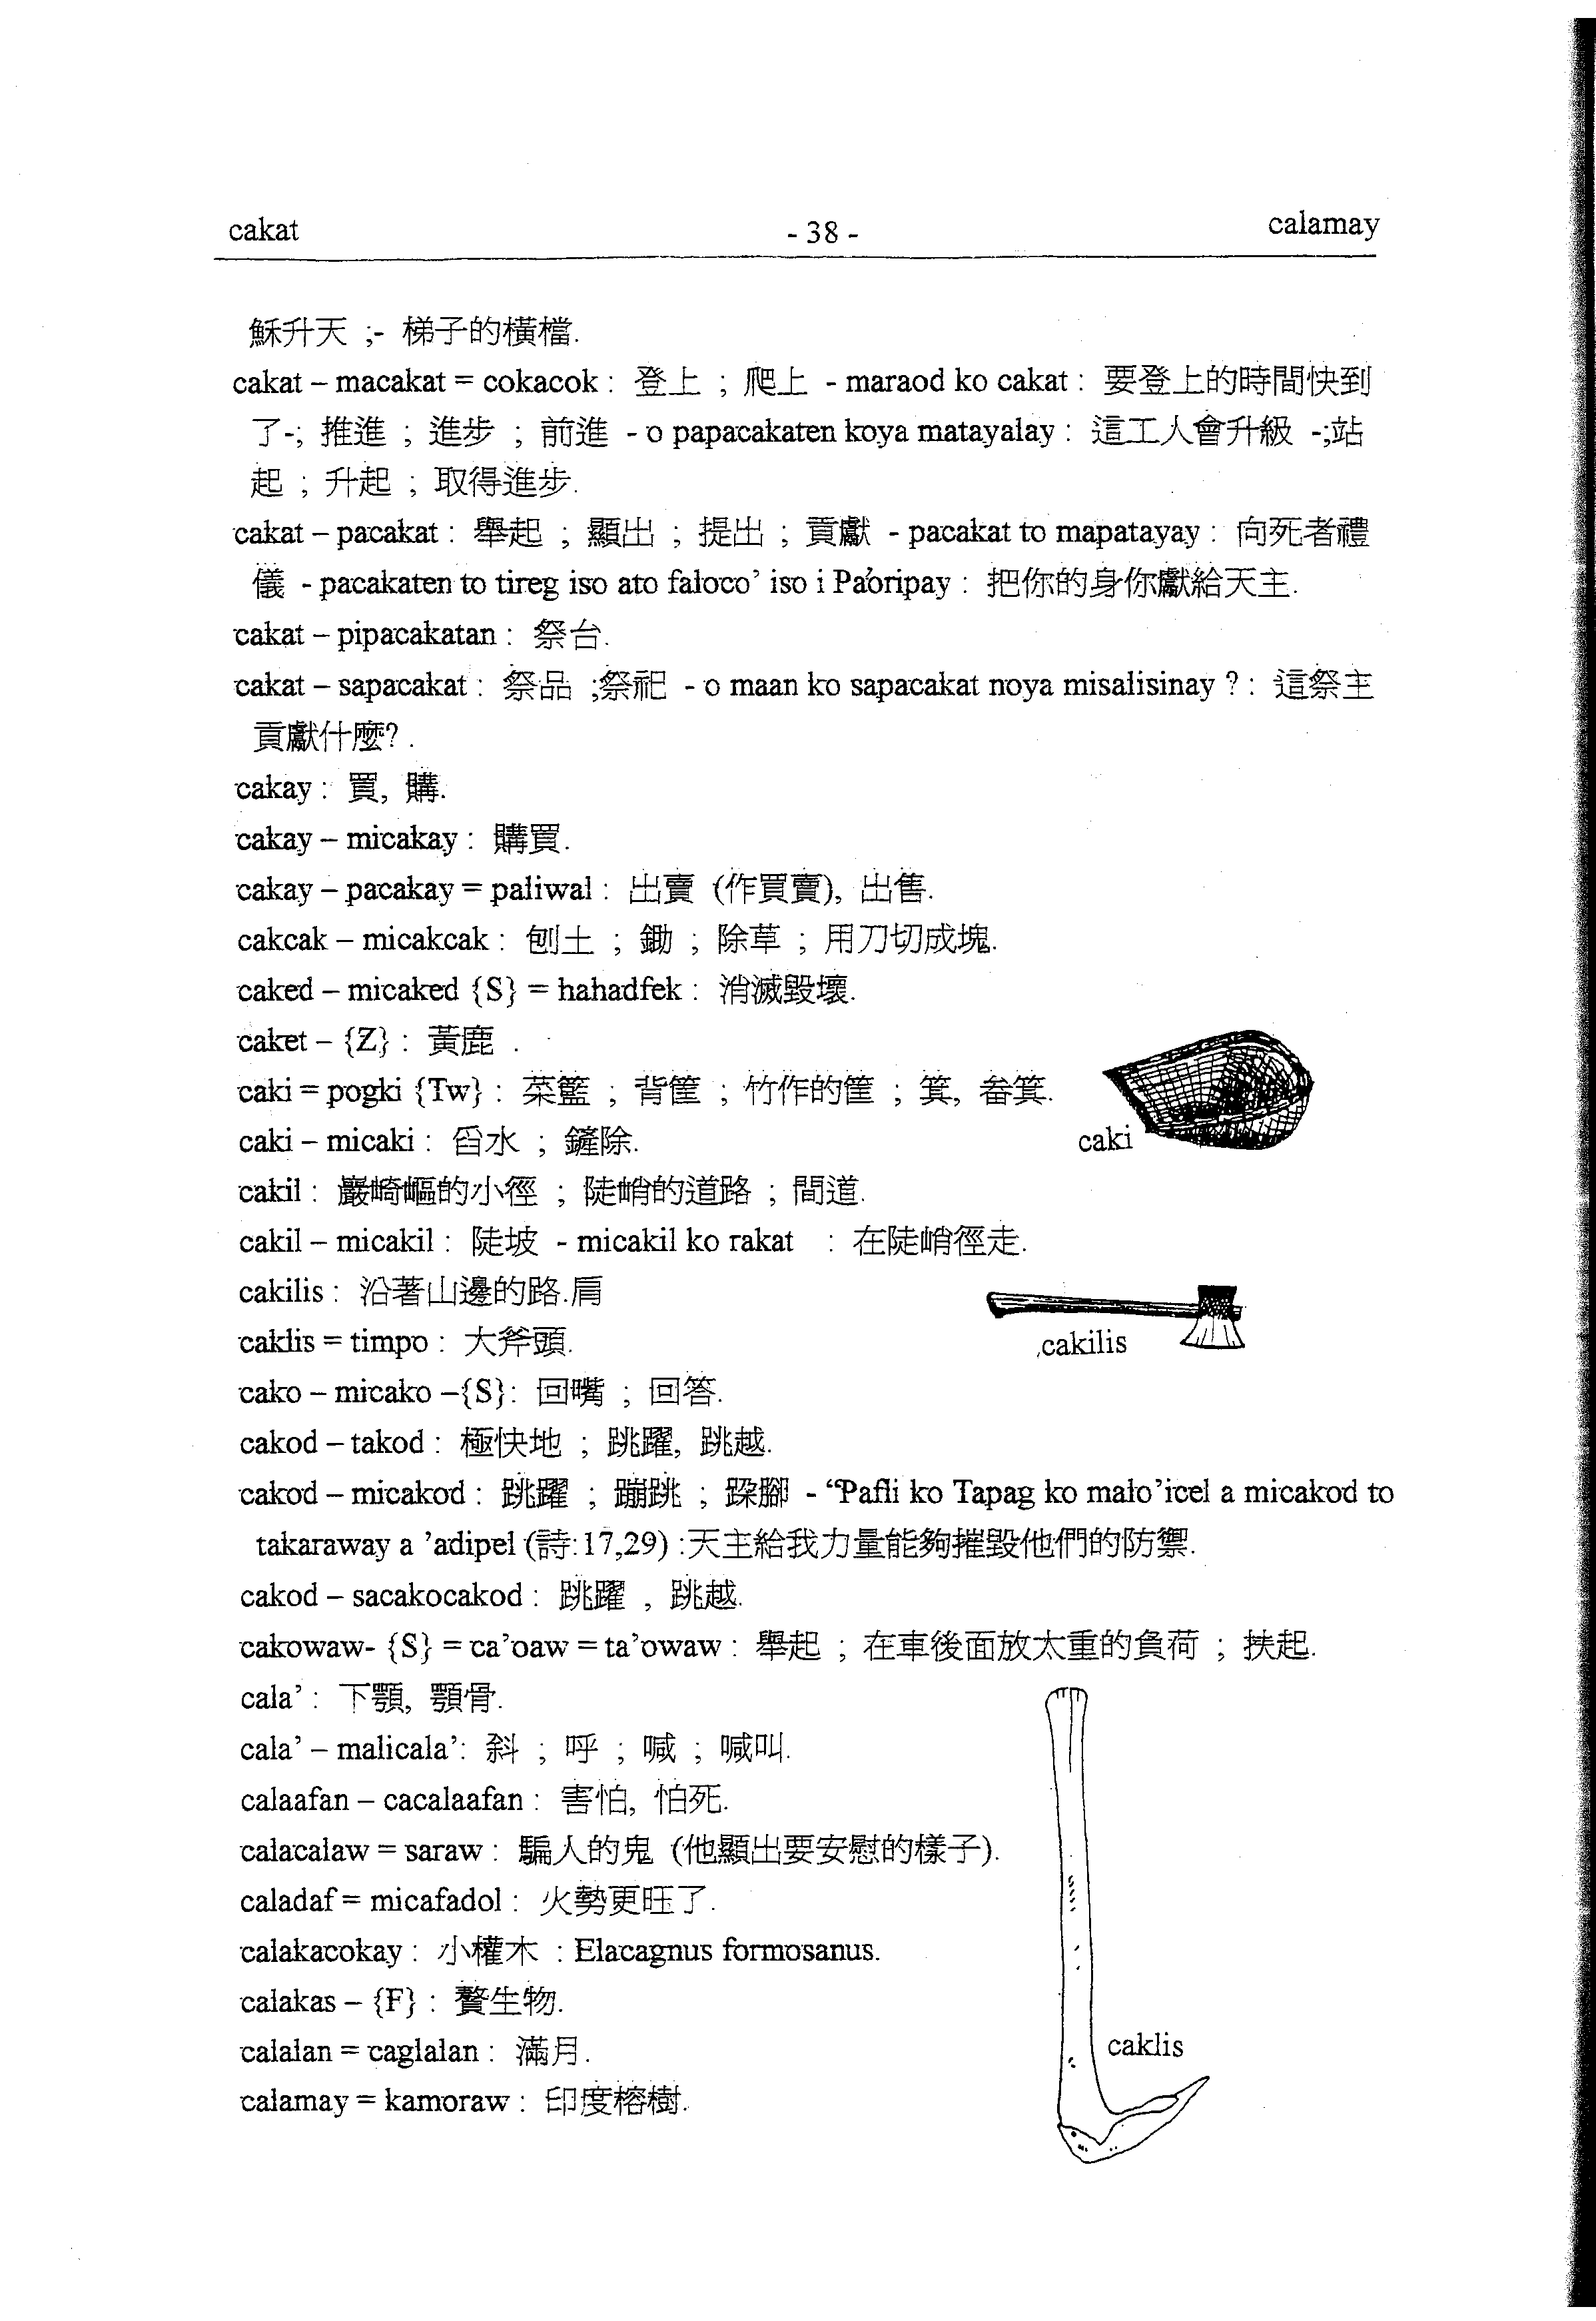 cakat - 38 - calamay
穌升天 ;- 梯子的橫檔.
cakat – macakat = cokacok : 登上 ; 爬上 - maraod ko cakat : 要登上的時間快到
了-; 推進 ; 進步 ; 前進 - o papacakaten koya matayalay : 這工人會升級 -;站
起 ; 升起 ; 取得進步.
cakat – pacakat : 舉起 ; 顯出 ; 提出 ; 貢獻 - pacakat to mapatayay : 向死者禮
儀 - pacakaten to tireg iso ato faloco’ iso i Pa’oripay : 把你的身你獻給天主.
cakat – pipacakatan : 祭台.
cakat – sapacakat : 祭品 ;祭祀 - o maan ko sapacakat noya misalisinay ? : 這祭主
貢獻什麼? .
cakay : 買, 購.
cakay – micakay : 購買.
cakay – pacakay = paliwal : 出賣 (作買賣), 出售.
cakcak – micakcak : 刨土 ; 鋤 ; 除草 ; 用刀切成塊.
caked – micaked {S} = hahadfek : 消滅毀壞.
caket – {Z} : 黃鹿 .
caki = pogki {Tw} : 菜籃 ; 背筐 ; 竹作的筐 ; 箕, 畚箕.
caki – micaki : 舀水 ; 鏟除.
caki
cakil : 巖崎嶇的小徑 ; 陡峭的道路 ; 間道.
cakil – micakil : 陡坡 - micakil ko rakat : 在陡峭徑走.
cakilis : 沿著山邊的路.肩
caklis = timpo : 大斧頭.
cakilis
cako – micako –{S}: 回嘴 ; 回答.
cakod – takod : 極快地 ; 跳躍, 跳越.
cakod – micakod : 跳躍 ; 蹦跳 ; 跺腳 - “Pafli ko Tapag ko malo’icel a micakod to
takaraway a ’adipel (詩:17,29) :天主給我力量能夠摧毀他們的防禦.
cakod – sacakocakod : 跳躍 , 跳越.
cakowaw- {S} = ca’oaw = ta’owaw : 舉起 ; 在車後面放太重的負荷 ; 扶起.
cala’ : 下顎, 顎骨.
cala’ – malicala’: 斜 ; 呼 ; 喊 ; 喊叫.
calaafan – cacalaafan : 害怕, 怕死.
calacalaw = saraw : 騙人的鬼 (他顯出要安慰的樣子).
caladaf = micafadol : 火勢更旺了.
calakacokay : 小權木 : Elacagnus formosanus.
calakas – {F} : 贅生物.
calalan = caglalan : 滿月.
caklis
calamay = kamoraw : 印度榕樹.